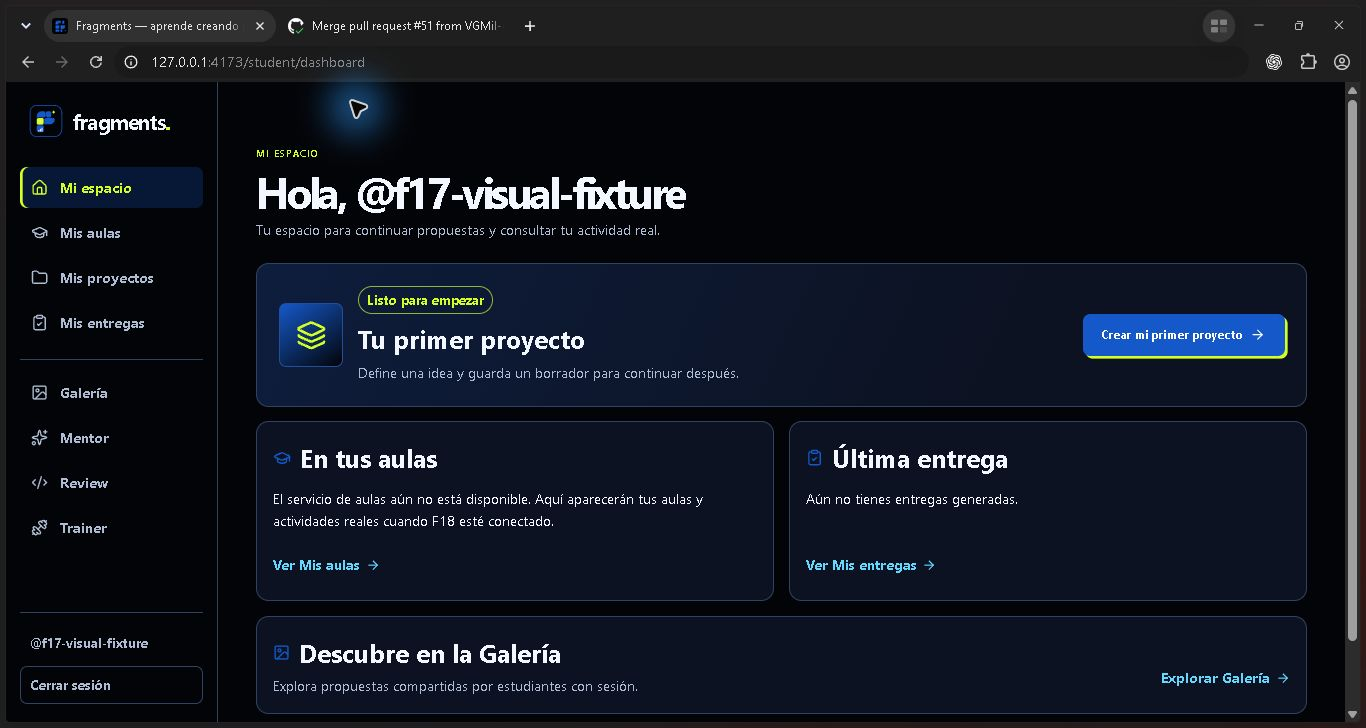 Fragments — aprende creando
Merge pull request #51 from VGMil-
127.0.0.1:4173/student/dashboard
fragments.
Mi espacio
Mis aulas
Mis proyectos
Mis entregas
Galería
Mentor
Review
Trainer
@f17-visual-fixture
Cerrar sesión
MI ESPACIO
Hola, @f17-visual-fixture
Tu espacio para continuar propuestas y consultar tu actividad real.
Listo para empezar
Tu primer proyecto
Define una idea y guarda un borrador para continuar después.
Crear mi primer proyecto
En tus aulas
El servicio de aulas aún no está disponible. Aquí aparecerán tus aulas y
actividades reales cuando F18 esté conectado.
Ver Mis aulas
Última entrega
Aún no tienes entregas generadas.
Ver Mis entregas
Descubre en la Galería
Explora propuestas compartidas por estudiantes con sesión.
Explorar Galería